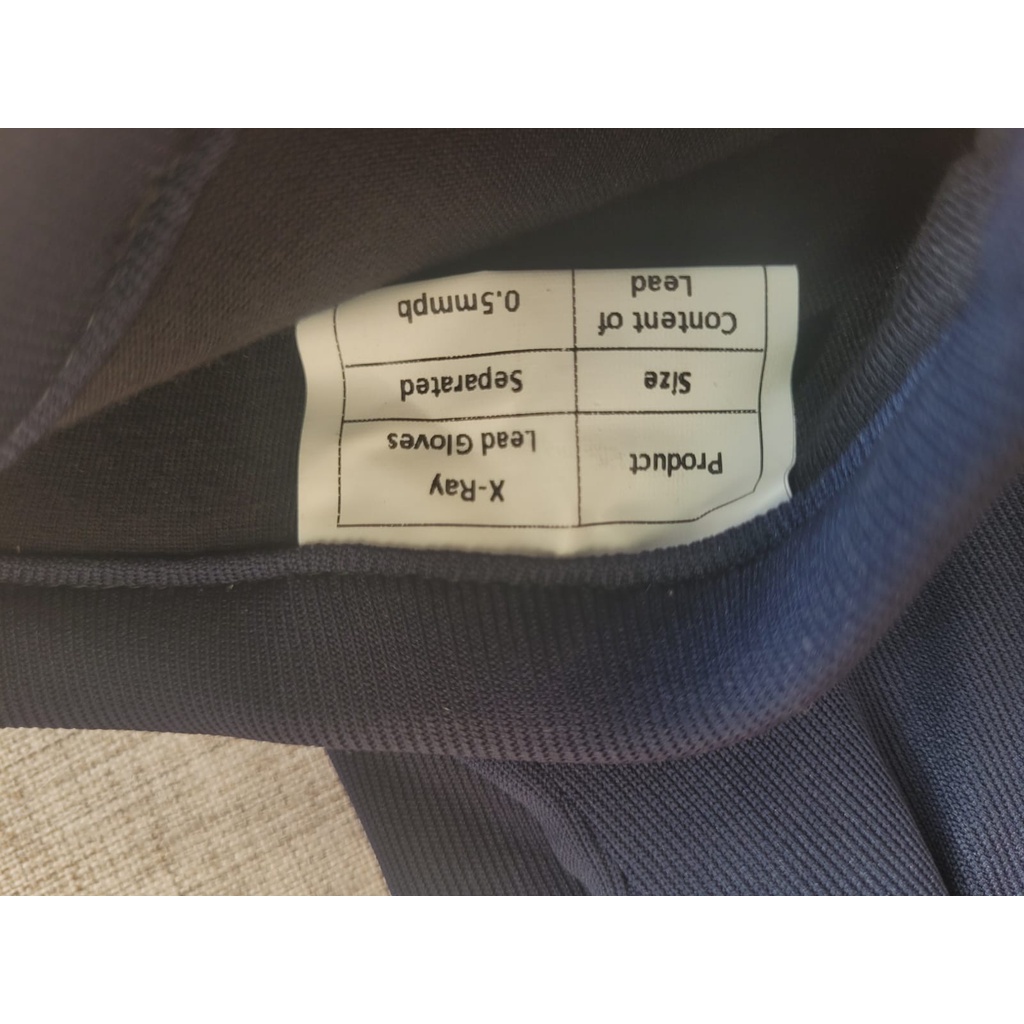 Product
X-Ray
Lead Gloves
Size
Separated
Content of
Lead
0.5mmpb